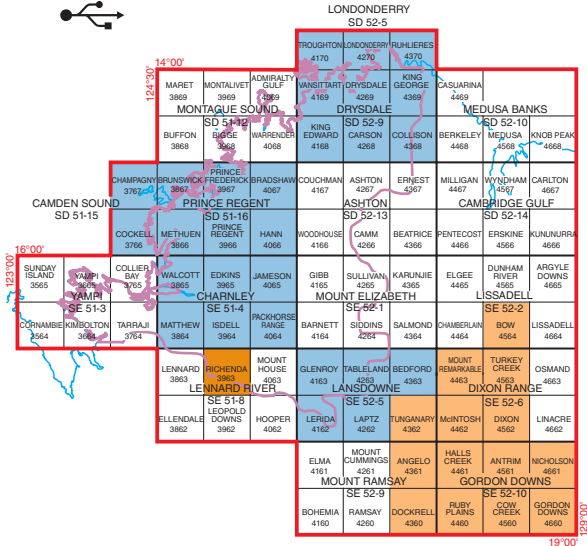 LONDONDERRY
SD 52-5
TROUGHTON LONDONDERRY RUHLIERES
4170 4270 4370
14°00'
124°30'
MARET MONTALIVET ADMIRALTY GULF VANSITTART DRYSDALE KING GEORGE CASUARINA
3869 3969 4069 4169 4269 4369 4469
MONTAGUE SOUND DRYSDALE MEDUSA BANKS
SD 51-12 SD 52-9 SD 52-10
BUFFON BIGGE WARRENDER KING EDWARD CARSON COLLISON BERKELEY MEDUSA KNOB PEAK
3868 3968 4068 4168 4268 4368 4468 4568 4668
CHAMPAGNY BRUNSWICK PRINCE FREDERICK BRADSHAW COUCHMAN ASHTON ERNEST MILLIGAN WYNDHAM CARLTON
3767 3867 3967 4067 4167 4267 4367 4467 4567 4667
CAMDEN SOUND PRINCE REGENT ASHTON CAMBRIDGE GULF
SD 51-15 SD 51-16 SD 52-13 SD 52-14
COCKELL METHUEN PRINCE REGENT HANN WOODHOUSE CAMM BEATRICE PENTECOST ERSKINE KUNUNURRA
3766 3866 3966 4066 4166 4266 4366 4466 4566 4666
16°00'
123°00'
SUNDAY ISLAND YAMPI COLLIER BAY WALCOTT EDKINS JAMESON GIBB SULLIVAN KARUNJIE ELGEE DUNHAM RIVER ARGYLE DOWNS
3565 3665 3765 3865 3965 4065 4165 4265 4365 4465 4565 4665
YAMPI CHARNLEY MOUNT ELIZABETH LISSADELL
SE 51-3 SE 51-4 SE 52-1 SE 52-2
CORNAMBIE KIMBOLTON TARRAJI MATTHEW ISDELL PACKHORSE RANGE BARNETT SIDDINS SALMOND CHAMBERLAIN BOW LISSADELL
3564 3664 3764 3864 3964 4064 4164 4264 4364 4464 4564 4664
LENNARD RICHENDA MOUNT HOUSE GLENROY TABLELAND BEDFORD MOUNT REMARKABLE TURKEY CREEK OSMAND
3863 3963 4063 4163 4263 4363 4463 4563 4663
LENNARD RIVER LANSDOWNE DIXON RANGE
SE 51-8 SE 52-5 SE 52-6
ELLENDALE LEOPOLD DOWNS HOOPER LERIDA LAPTZ TUNGANARY McINTOSH DIXON LINACRE
3862 3962 4062 4162 4262 4362 4462 4562 4662
ELMA MOUNT CUMMINGS ANGELO HALLS CREEK ANTRIM NICHOLSON
4161 4261 4361 4461 4561 4661
MOUNT RAMSAY GORDON DOWNS
SE 52-9 SE 52-10
BOHEMIA RAMSAY DOCKRELL RUBY PLAINS COW CREEK GORDON DOWNS
4160 4260 4360 4460 4560 4660
129°00'
19°00'